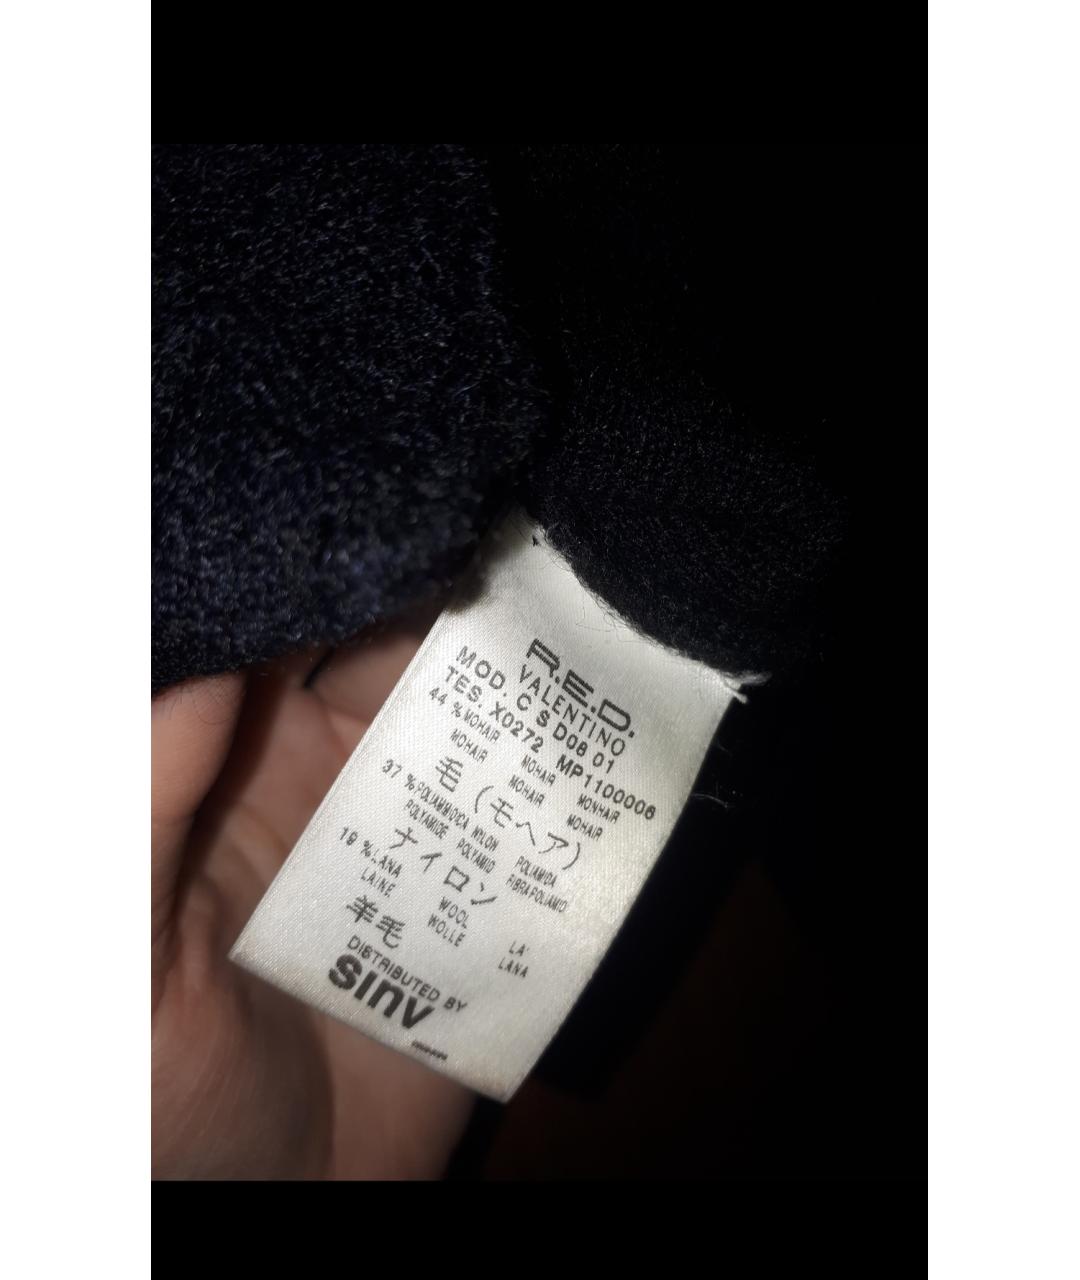 R.E.D.
VALENTINO
MOD. C S D08 01
TES. X0272 MP1100006
44 % MOHAIR MOHAIR MONHAIR
MOHAIR MOHAIR MOHAIR
毛 (モヘア)
37 % POLIAMMIDICA NYLON POLIAMIDA
POLYAMIDE POLYAMID FIBRA POLIAMID
ナイロン
19 % LANA WOOL LA'
LAINE WOLLE LANA
羊毛
DISTRIBUTED BY
sinv